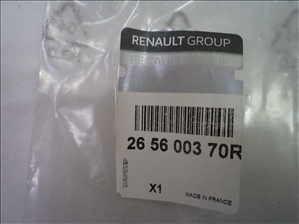 RENAULT GROUP
26 56 003 70R
X1
MADE IN FRANCE